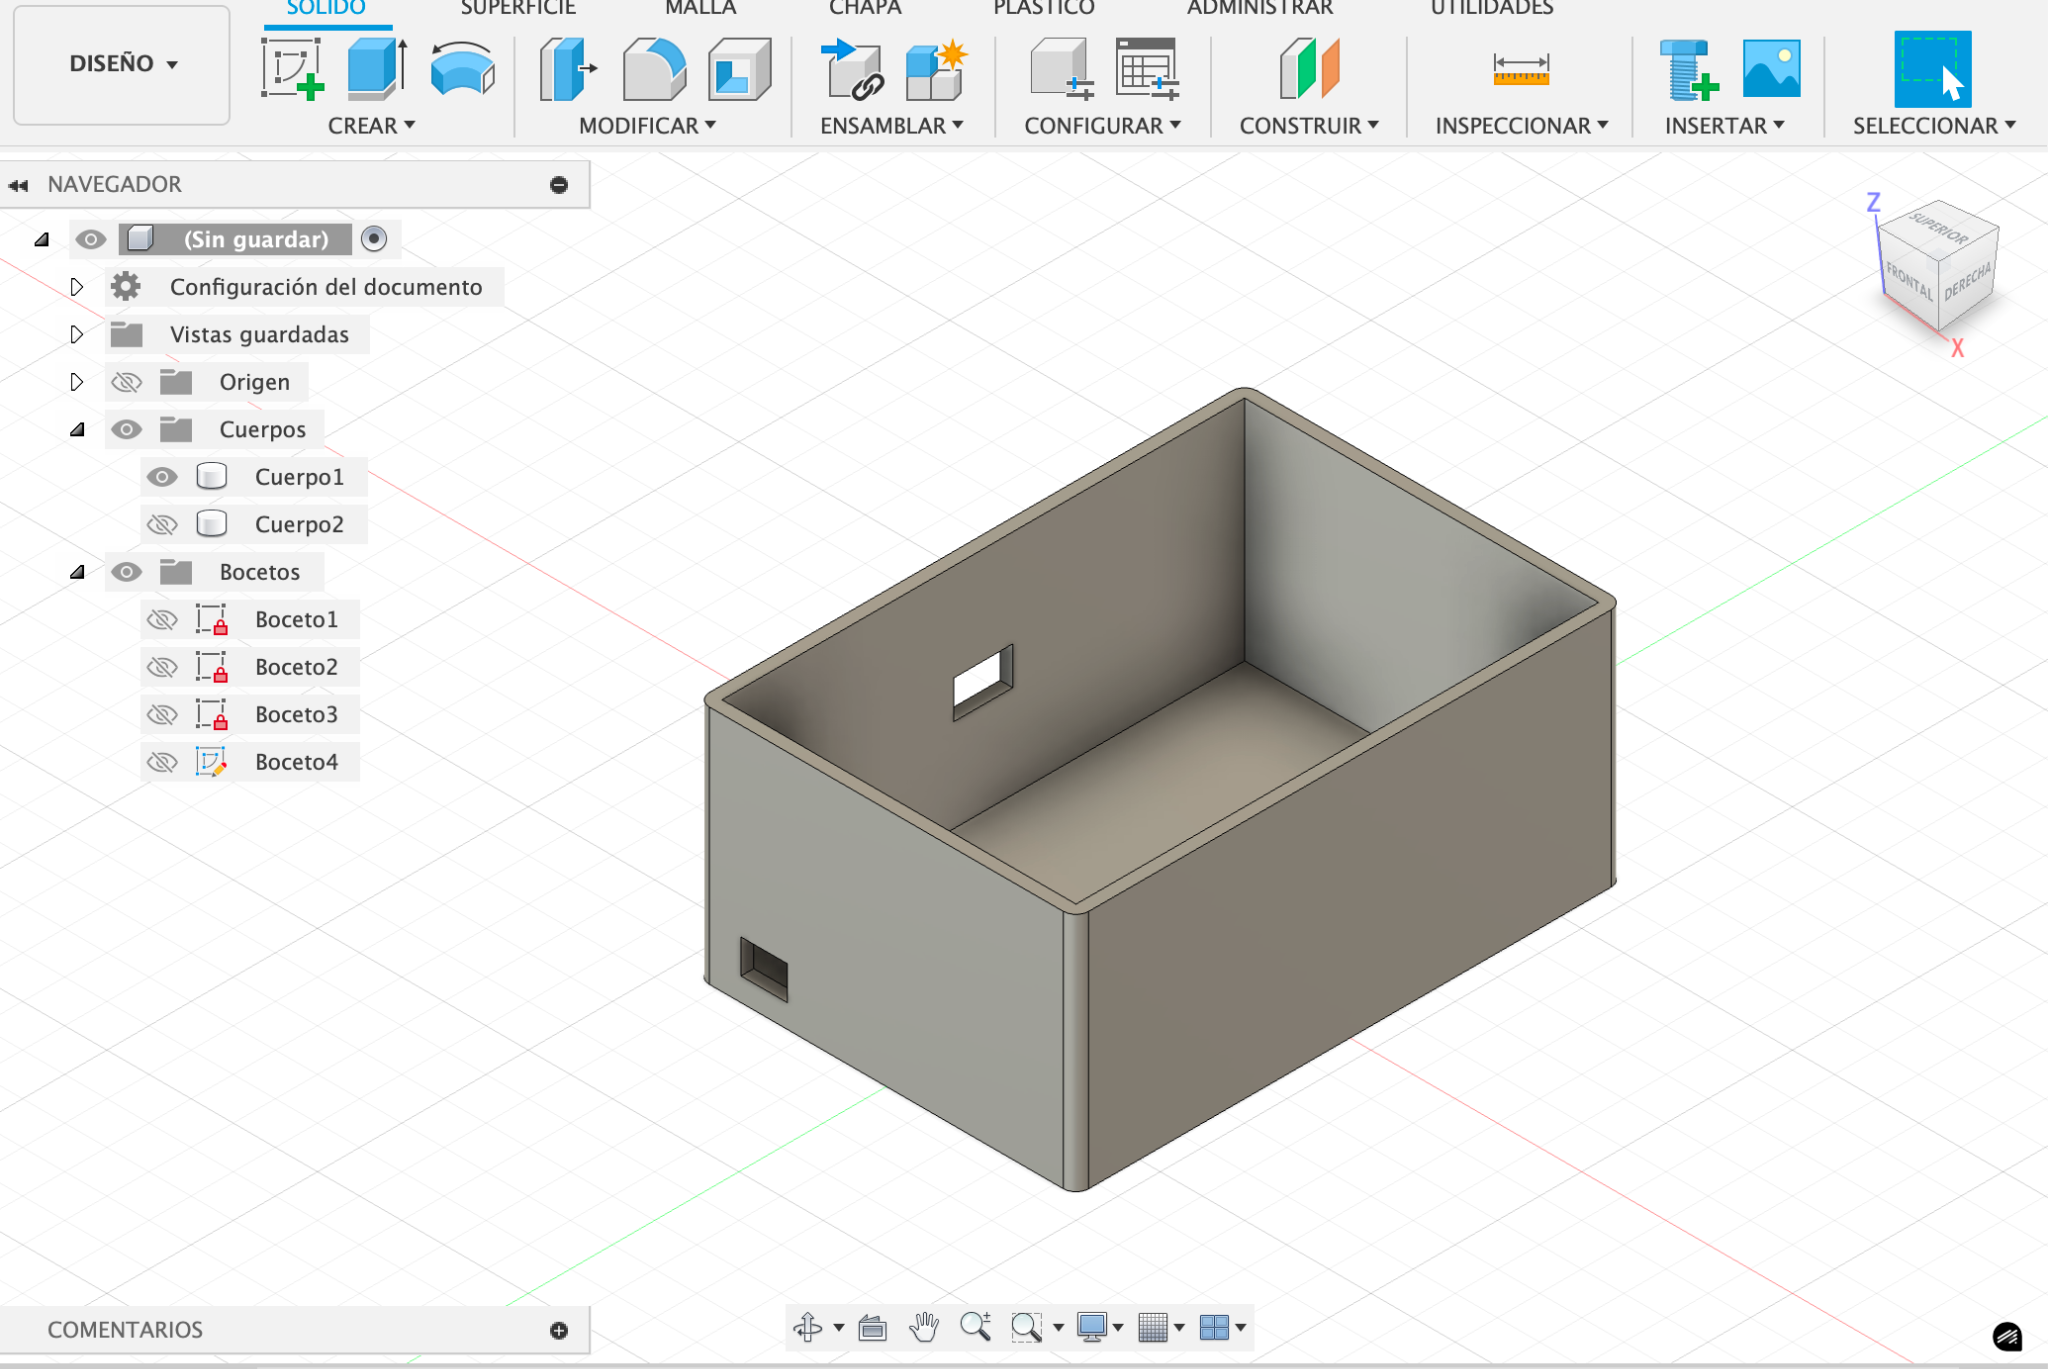 SÓLIDO SUPERFICIE MALLA CHAPA PLÁSTICO ADMINISTRAR UTILIDADES
DISEÑO
CREAR MODIFICAR ENSAMBLAR CONFIGURAR CONSTRUIR INSPECCIONAR INSERTAR SELECCIONAR
NAVEGADOR
(Sin guardar)
Configuración del documento
Vistas guardadas
Origen
Cuerpos
Cuerpo1
Cuerpo2
Bocetos
Boceto1
Boceto2
Boceto3
Boceto4
Z
SUPERIOR
FRONTAL
DERECHA
X
COMENTARIOS